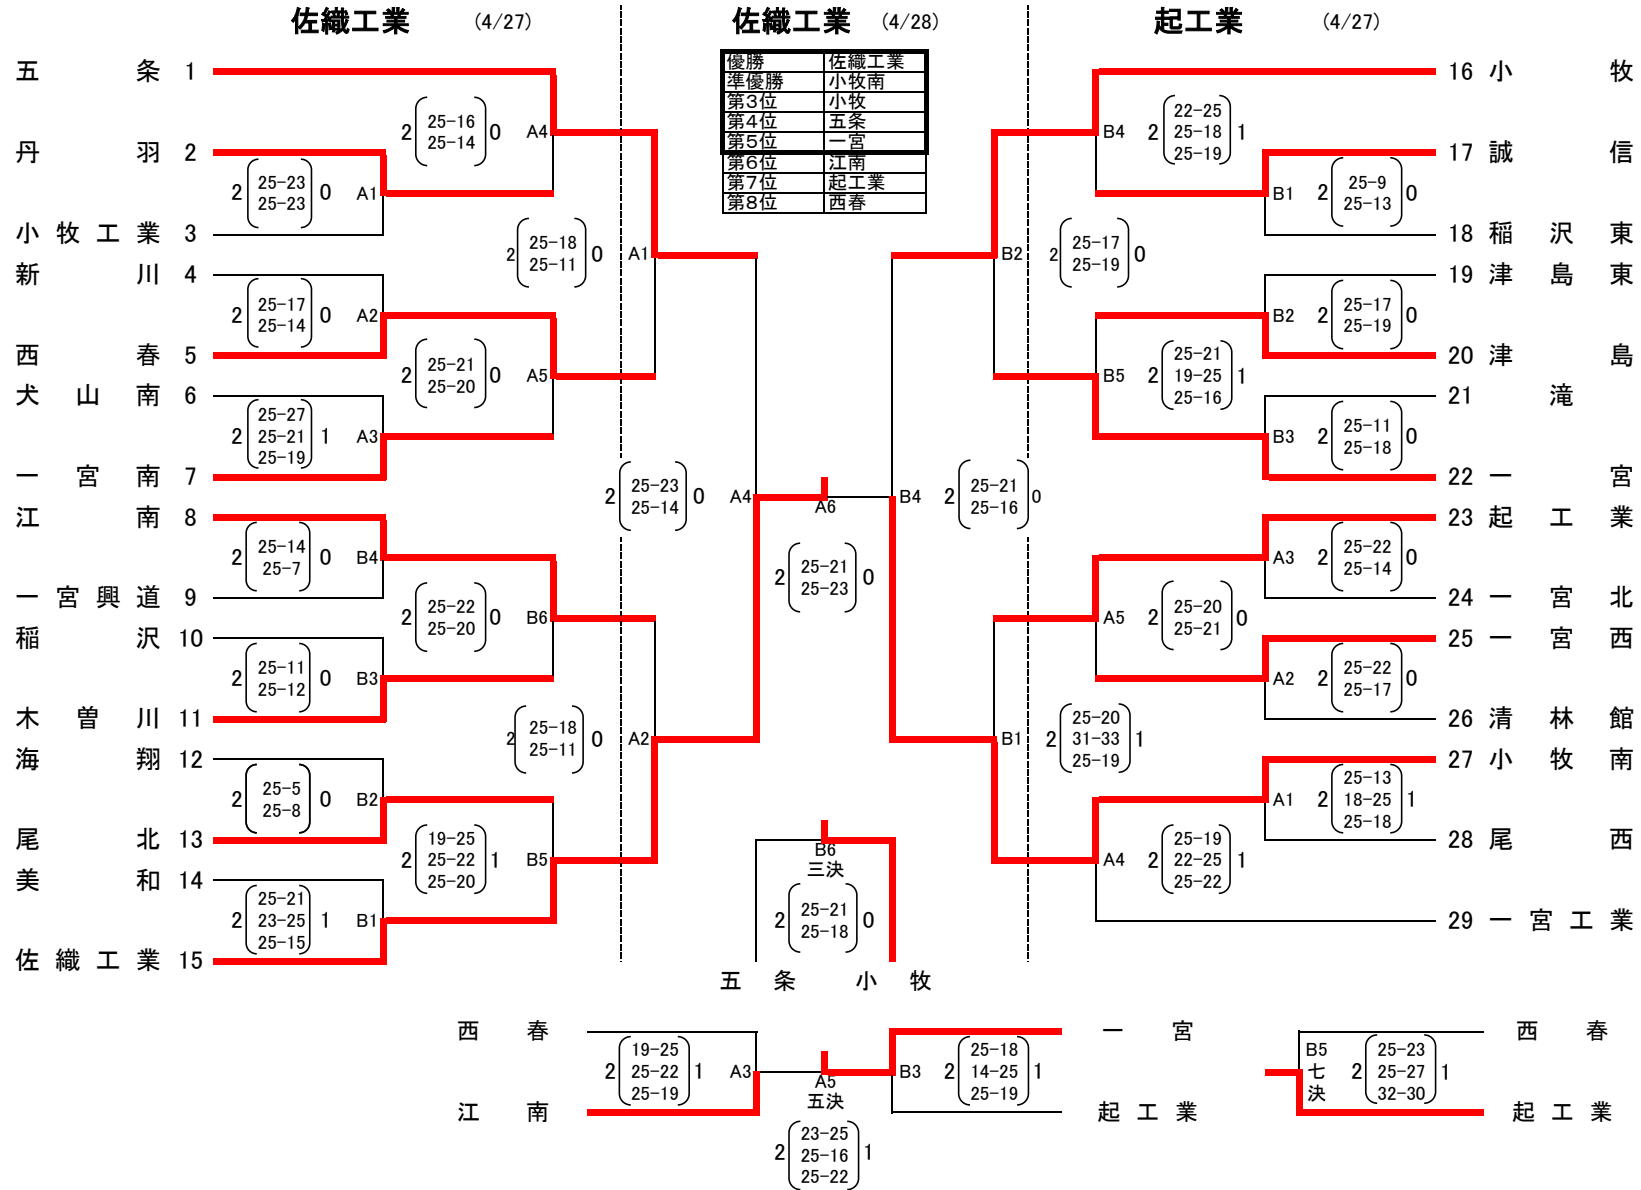 佐織工業 (4/27) 佐織工業 (4/28) 起工業 (4/27)
優勝 佐織工業
準優勝 小牧南
第3位 小牧
第4位 五条
第5位 一宮
第6位 江南
第7位 起工業
第8位 西春
五条 1
丹羽 2
小牧工業 3
新川 4
西春 5
犬山南 6
一宮南 7
江南 8
一宮興道 9
稲沢 10
木曽川 11
海翔 12
尾北 13
美和 14
佐織工業 15
2 25-23 0 A1
25-23
2 25-17 0 A2
25-14
2 25-27 1 A3
25-21
25-19
2 25-14 0 B4
25-7
2 25-11 0 B3
25-12
2 25-5 0 B2
25-8
2 25-21 1 B1
23-25
25-15
2 25-16 0 A4
25-14
2 25-21 0 A5
25-20
2 25-22 0 B6
25-20
2 19-25 1 B5
25-22
25-20
2 25-18 0 A1
25-11
2 25-18 0 A2
25-11
2 25-23 0 A4
25-14
A6
2 25-21 0
25-23
B4 2 25-21 0
25-16
B6
三決
2 25-21 0
25-18
五条 小牧
B2 2 25-17 0
25-19
B1 2 25-20 1
31-33
25-19
B4 2 22-25 1
25-18
25-19
B5 2 25-21 1
19-25
25-16
A5 2 25-20 0
25-21
A4 2 25-19 1
22-25
25-22
B1 2 25-9 0
25-13
B2 2 25-17 0
25-19
B3 2 25-11 0
25-18
A3 2 25-22 0
25-14
A2 2 25-22 0
25-17
A1 2 25-13 1
18-25
25-18
16 小牧
17 誠信
18 稲沢東
19 津島東
20 津島
21 滝
22 一宮
23 起工業
24 一宮北
25 一宮西
26 清林館
27 小牧南
28 尾西
29 一宮工業
西春
江南
2 19-25 1 A3
25-22
25-19
A5
五決
2 23-25 1
25-16
25-22
B3 2 25-18 1
14-25
25-19
一宮
起工業
B5
七
決
2 25-23 1
25-27
32-30
西春
起工業